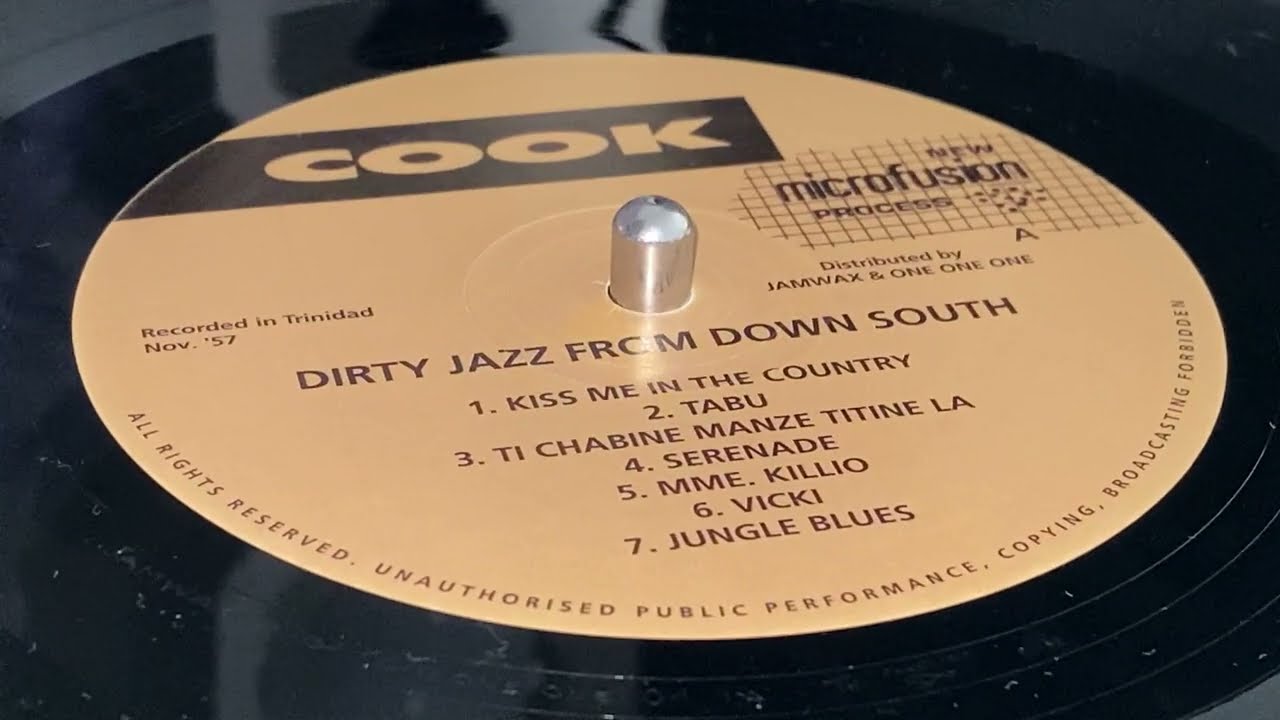 COOK
NEW
microfusion
PROCESS
A
Distributed by
JAMWAX & ONE ONE ONE
Recorded in Trinidad
Nov. '57
DIRTY JAZZ FROM DOWN SOUTH
1. KISS ME IN THE COUNTRY
2. TABU
3. TI CHABINE MANZE TITINE LA
4. SERENADE
5. MME. KILLIO
6. VICKI
7. JUNGLE BLUES
ALL RIGHTS RESERVED. UNAUTHORISED PUBLIC PERFORMANCE, COPYING, BROADCASTING FORBIDDEN